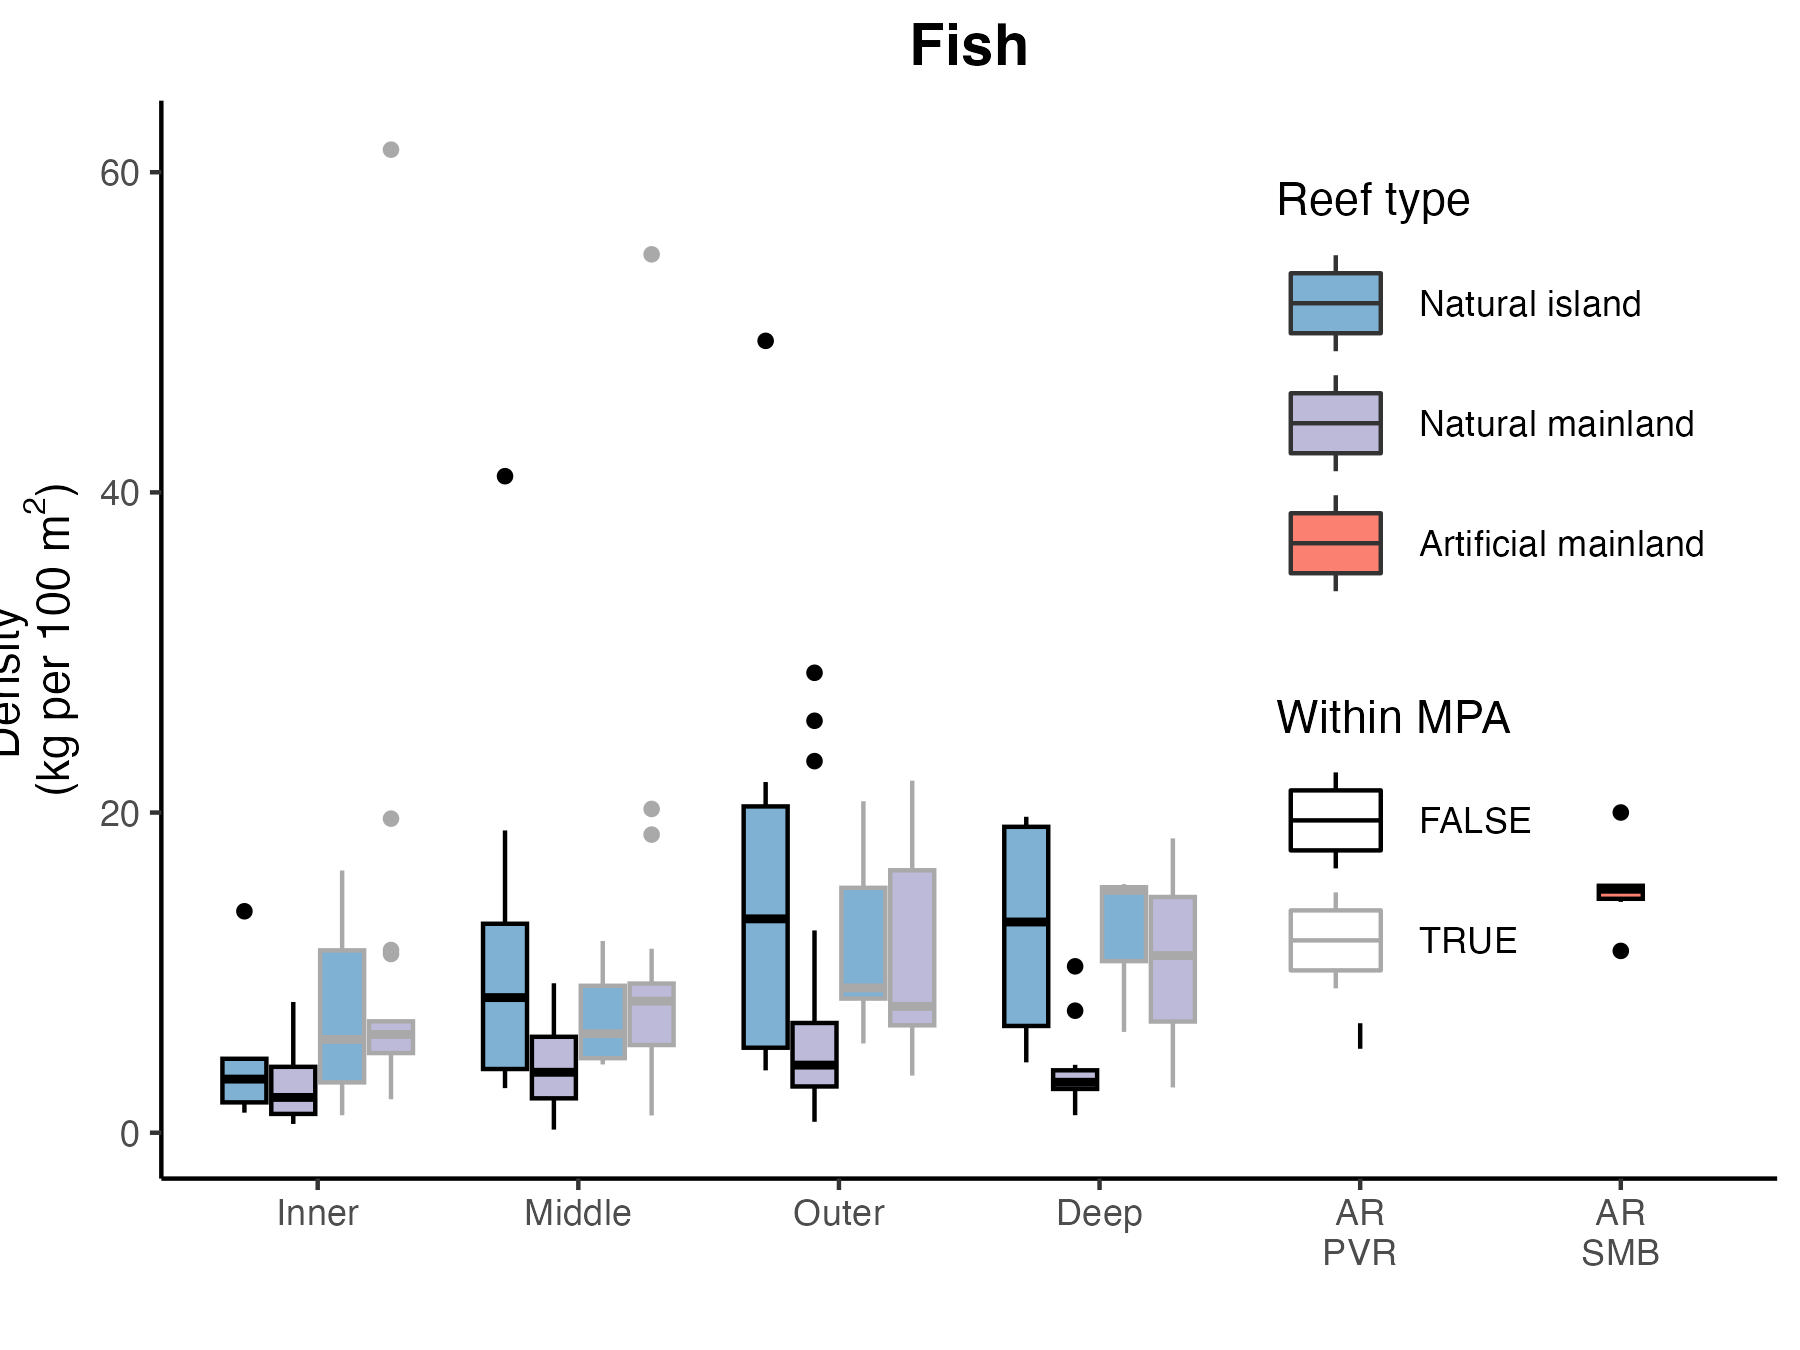 Fish
Density
(kg per 100 m²)
60
40
20
0
Inner
Middle
Outer
Deep
AR
PVR
AR
SMB
Reef type
Natural island
Natural mainland
Artificial mainland
Within MPA
FALSE
TRUE